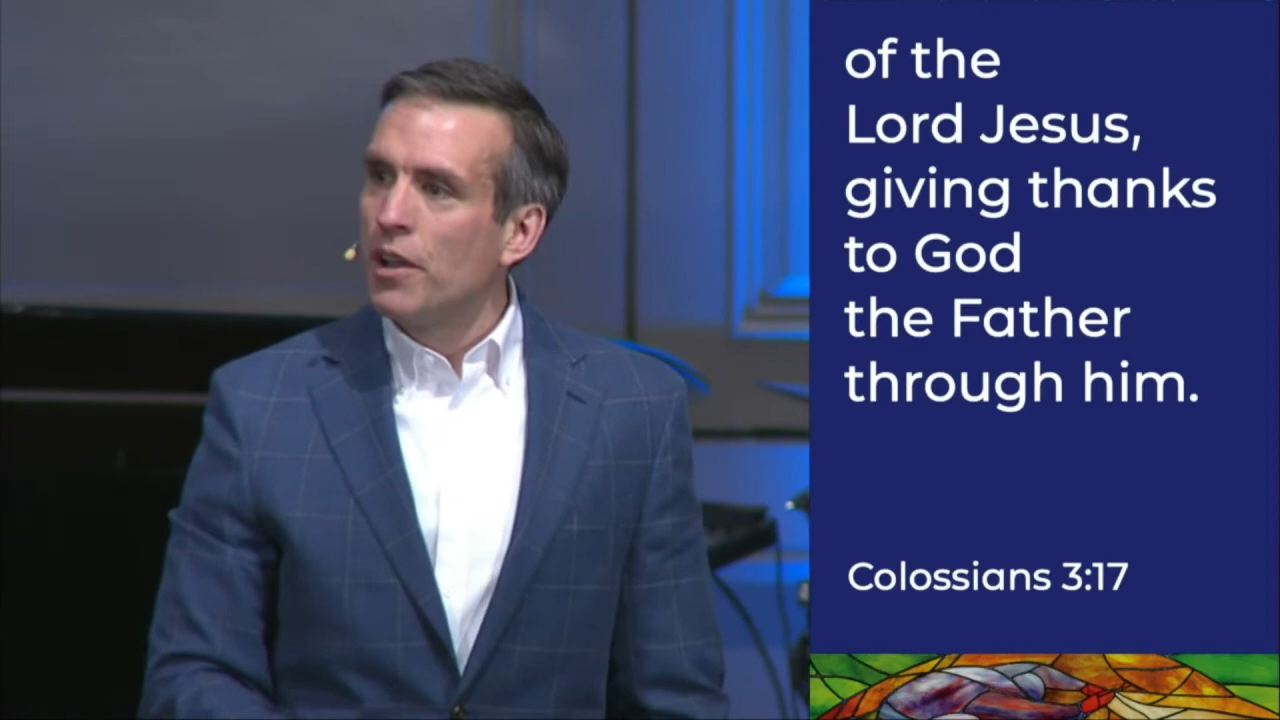 of the
Lord Jesus,
giving thanks
to God
the Father
through him.
Colossians 3:17